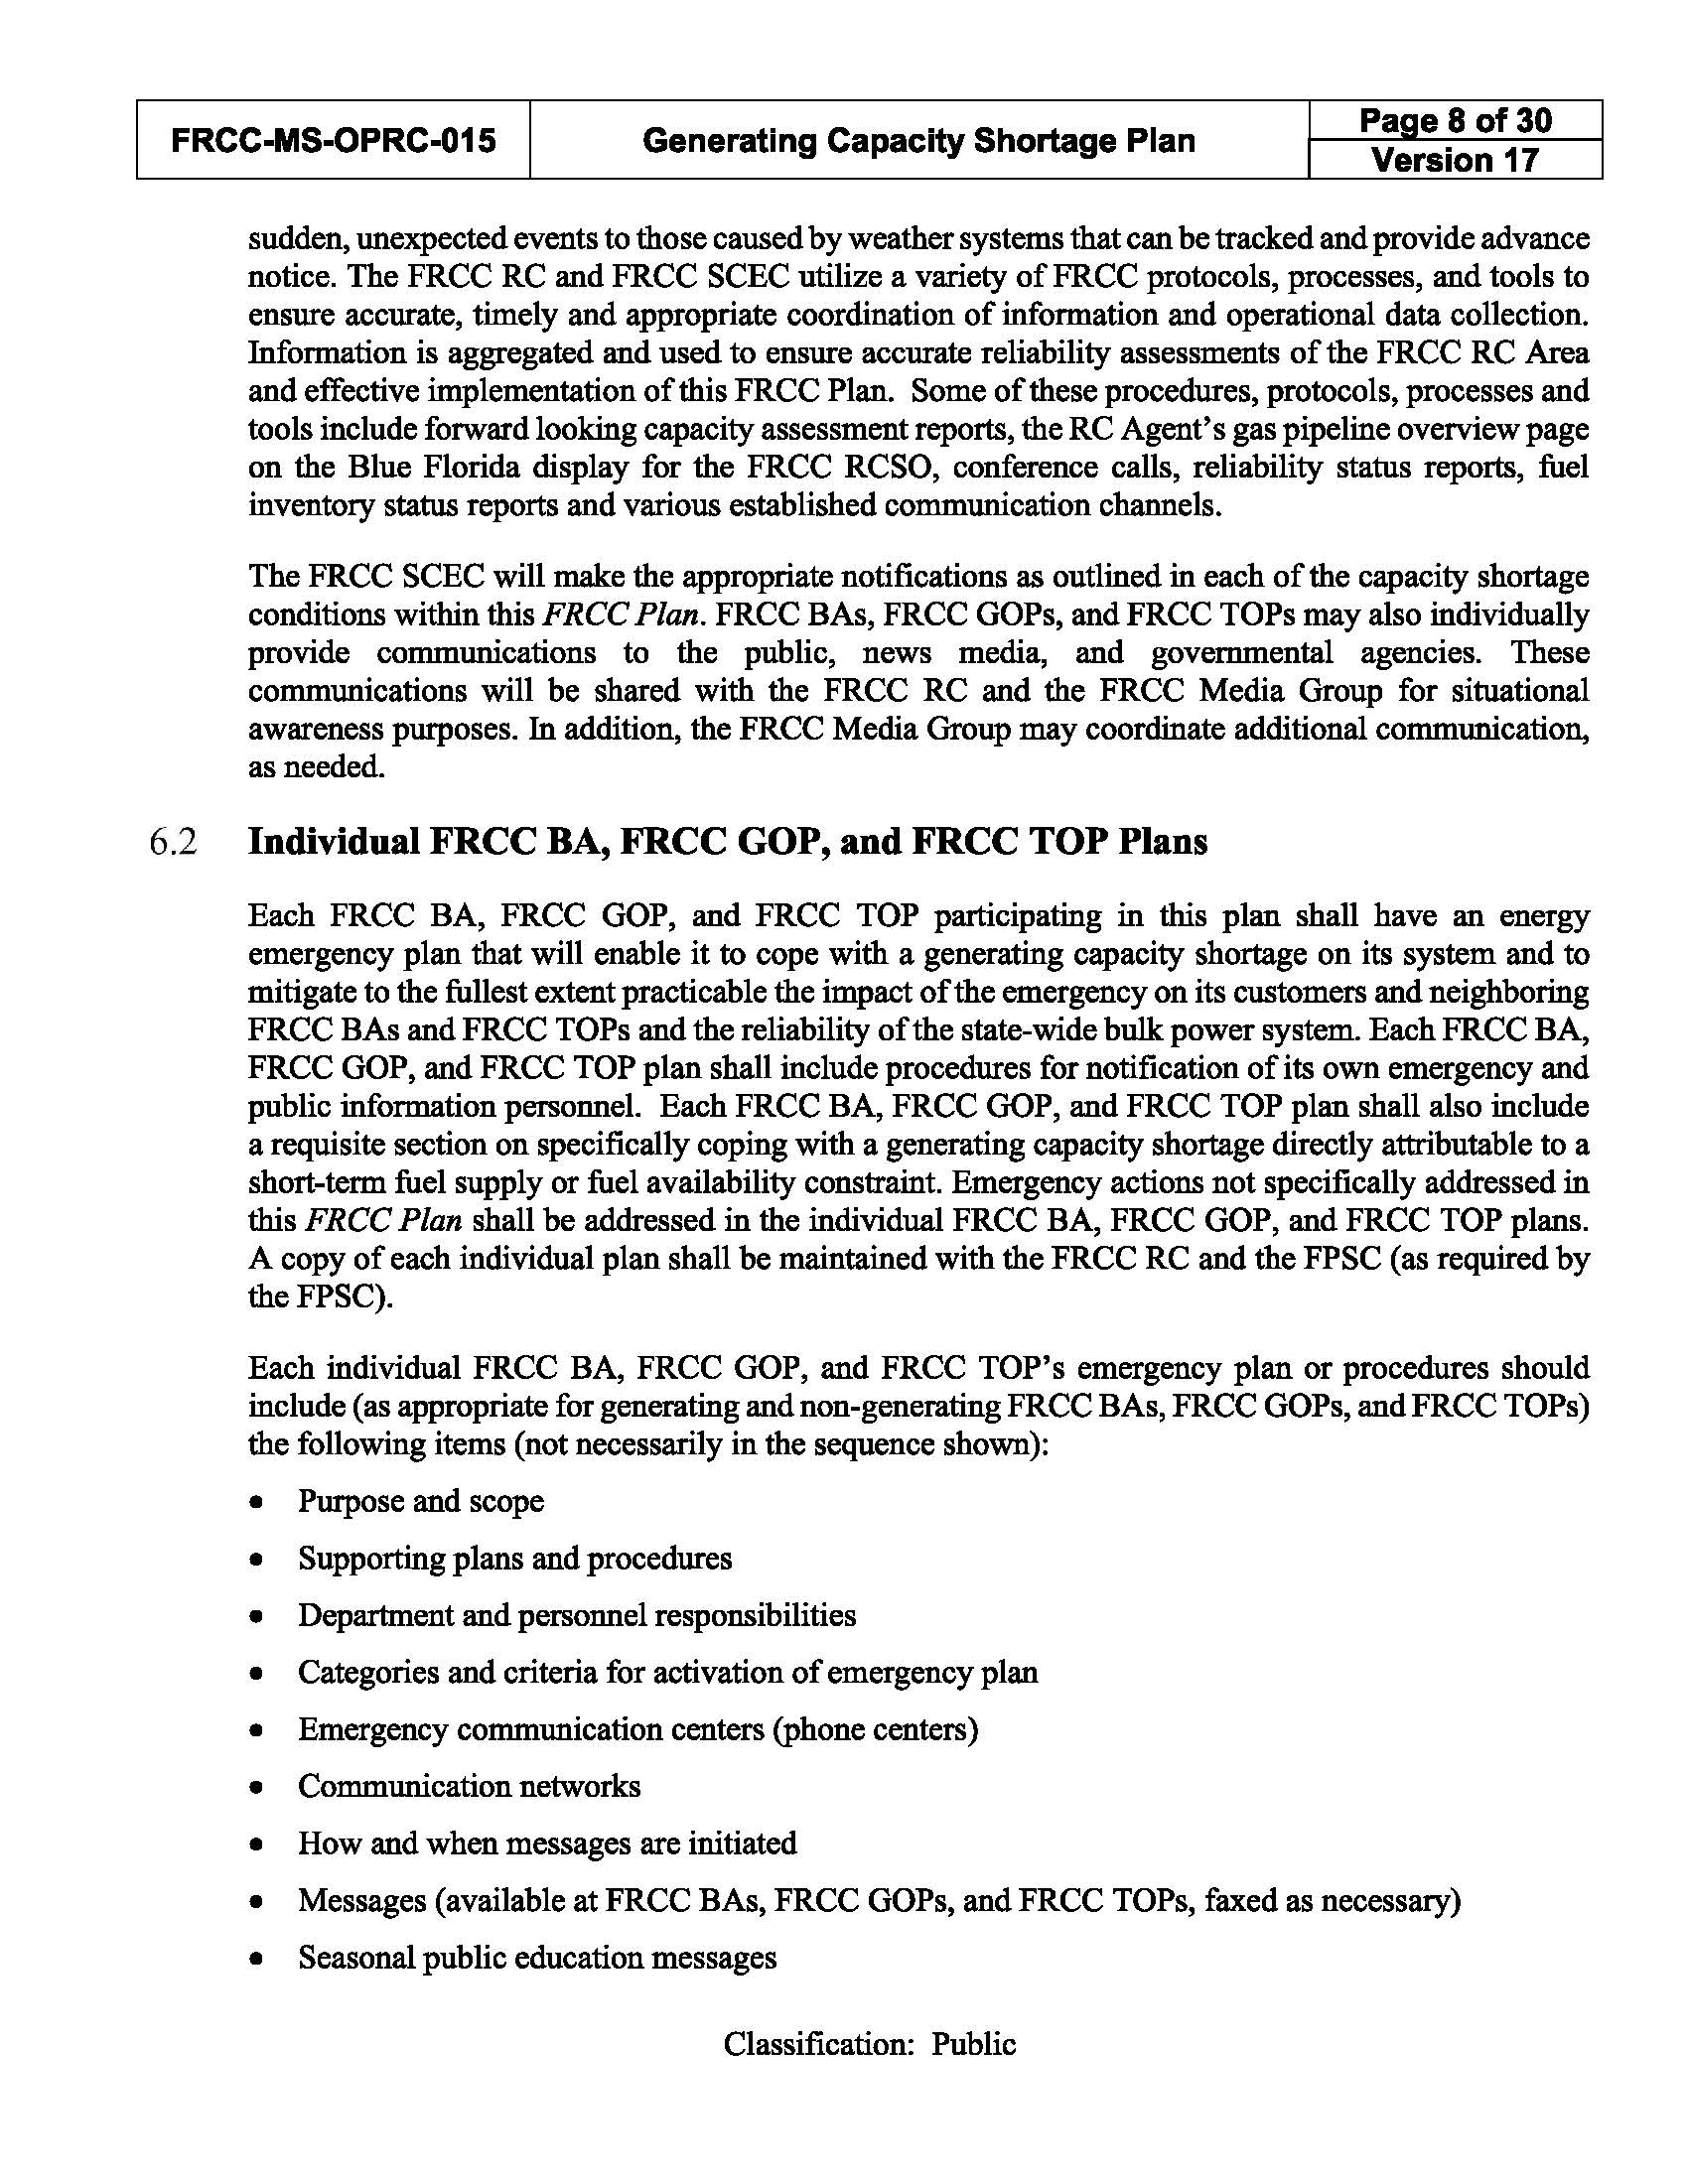 FRCC-MS-OPRC-015
Generating Capacity Shortage Plan
Page 8 of 30
Version 17
sudden, unexpected events to those caused by weather systems that can be tracked and provide advance
notice. The FRCC RC and FRCC SCEC utilize a variety of FRCC protocols, processes, and tools to
ensure accurate, timely and appropriate coordination of information and operational data collection.
Information is aggregated and used to ensure accurate reliability assessments of the FRCC RC Area
and effective implementation of this FRCC Plan.  Some of these procedures, protocols, processes and
tools include forward looking capacity assessment reports, the RC Agent's gas pipeline overview page
on the Blue Florida display for the FRCC RCSO, conference calls, reliability status reports, fuel
inventory status reports and various established communication channels.
The FRCC SCEC will make the appropriate notifications as outlined in each of the capacity shortage
conditions within this FRCC Plan. FRCC BAs, FRCC GOPs, and FRCC TOPs may also individually
provide communications to the public, news media, and governmental agencies. These
communications will be shared with the FRCC RC and the FRCC Media Group for situational
awareness purposes. In addition, the FRCC Media Group may coordinate additional communication,
as needed.
6.2 Individual FRCC BA, FRCC GOP, and FRCC TOP Plans
Each FRCC BA, FRCC GOP, and FRCC TOP participating in this plan shall have an energy
emergency plan that will enable it to cope with a generating capacity shortage on its system and to
mitigate to the fullest extent practicable the impact of the emergency on its customers and neighboring
FRCC BAs and FRCC TOPs and the reliability of the state-wide bulk power system. Each FRCC BA,
FRCC GOP, and FRCC TOP plan shall include procedures for notification of its own emergency and
public information personnel.  Each FRCC BA, FRCC GOP, and FRCC TOP plan shall also include
a requisite section on specifically coping with a generating capacity shortage directly attributable to a
short-term fuel supply or fuel availability constraint. Emergency actions not specifically addressed in
this FRCC Plan shall be addressed in the individual FRCC BA, FRCC GOP, and FRCC TOP plans.
A copy of each individual plan shall be maintained with the FRCC RC and the FPSC (as required by
the FPSC).
Each individual FRCC BA, FRCC GOP, and FRCC TOP's emergency plan or procedures should
include (as appropriate for generating and non-generating FRCC BAs, FRCC GOPs, and FRCC TOPs)
the following items (not necessarily in the sequence shown):
• Purpose and scope
• Supporting plans and procedures
• Department and personnel responsibilities
• Categories and criteria for activation of emergency plan
• Emergency communication centers (phone centers)
• Communication networks
• How and when messages are initiated
• Messages (available at FRCC BAs, FRCC GOPs, and FRCC TOPs, faxed as necessary)
• Seasonal public education messages
Classification:  Public